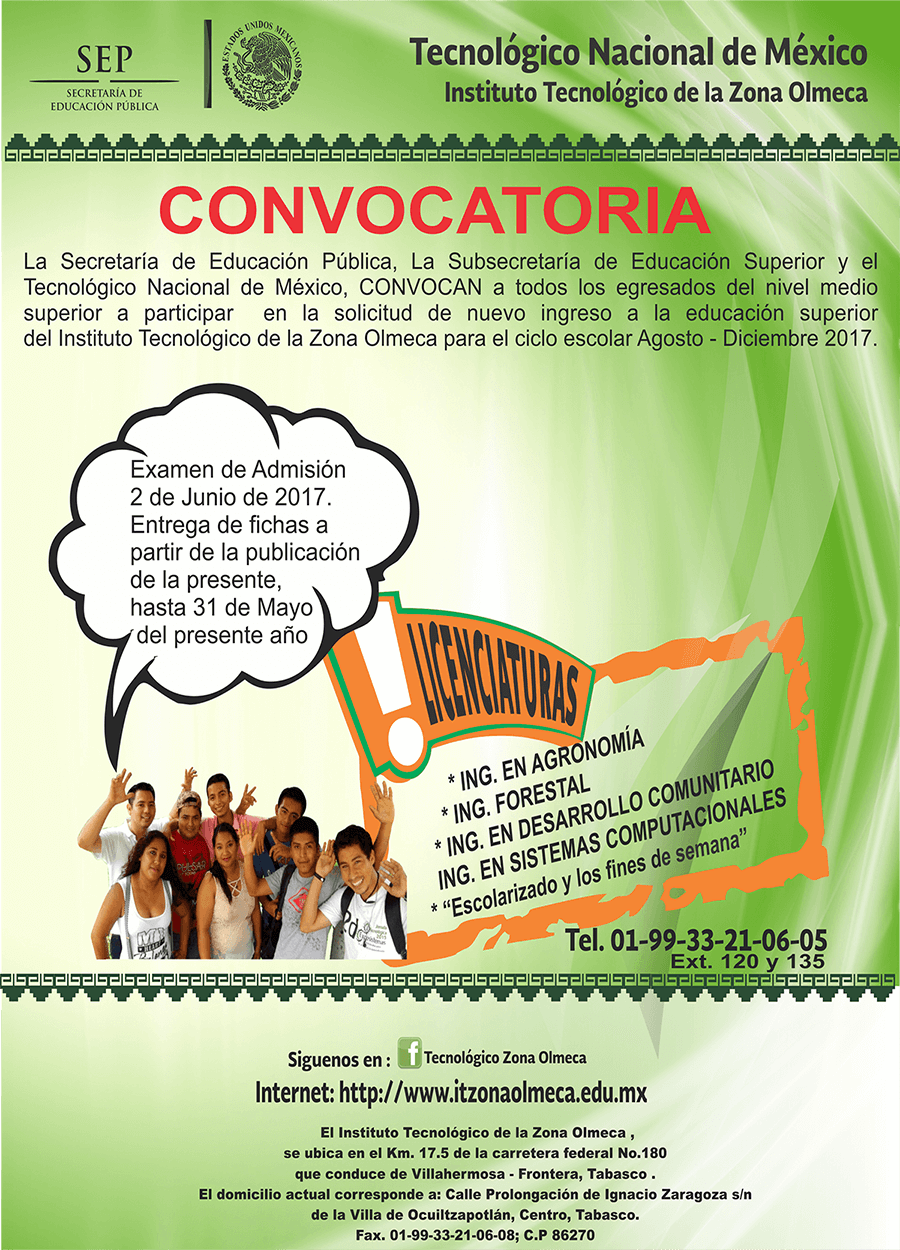 SEP
SECRETARÍA DE
EDUCACIÓN PÚBLICA
ESTADOS UNIDOS MEXICANOS
Tecnológico Nacional de México
Instituto Tecnológico de la Zona Olmeca
CONVOCATORIA
La Secretaría de Educación Pública, La Subsecretaría de Educación Superior y el
Tecnológico Nacional de México, CONVOCAN a todos los egresados del nivel medio
superior a participar en la solicitud de nuevo ingreso a la educación superior
del Instituto Tecnológico de la Zona Olmeca para el ciclo escolar Agosto - Diciembre 2017.
Examen de Admisión
2 de Junio de 2017.
Entrega de fichas a
partir de la publicación
de la presente,
hasta 31 de Mayo
del presente año
! LICENCIATURAS
* ING. EN AGRONOMÍA
* ING. FORESTAL
* ING. EN DESARROLLO COMUNITARIO
ING. EN SISTEMAS COMPUTACIONALES
* “Escolarizado y los fines de semana”
PULSAR
Tel. 01-99-33-21-06-05
Ext. 120 y 135
Siguenos en : f Tecnológico Zona Olmeca
Internet: http://www.itzonaolmeca.edu.mx
El Instituto Tecnológico de la Zona Olmeca ,
se ubica en el Km. 17.5 de la carretera federal No.180
que conduce de Villahermosa - Frontera, Tabasco .
El domicilio actual corresponde a: Calle Prolongación de Ignacio Zaragoza s/n
de la Villa de Ocuiltzapotlán, Centro, Tabasco.
Fax. 01-99-33-21-06-08; C.P 86270